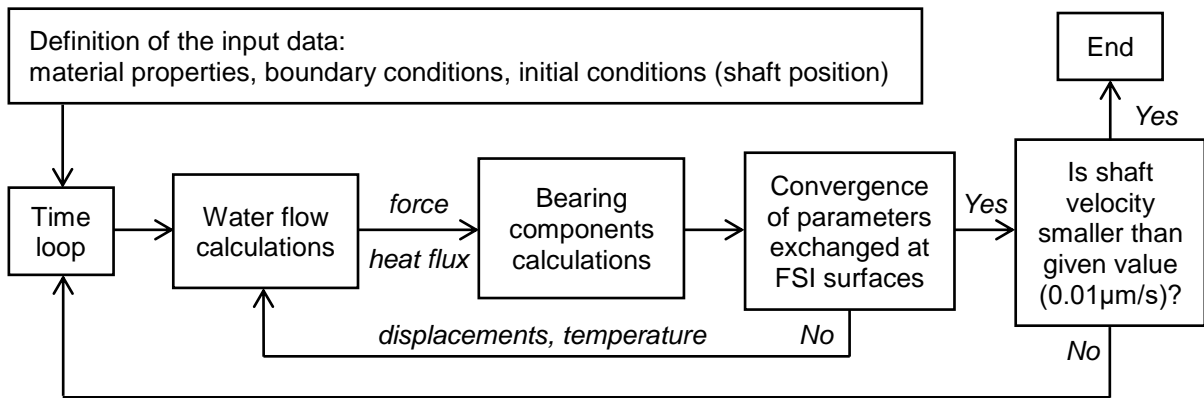 Definition of the input data:
material properties, boundary conditions, initial conditions (shaft position)
End
Yes
Time
loop
Water flow
calculations
force
heat flux
Bearing
components
calculations
Convergence
of parameters
exchanged at
FSI surfaces
Yes
Is shaft
velocity
smaller than
given value
(0.01µm/s)?
displacements, temperature
No
No